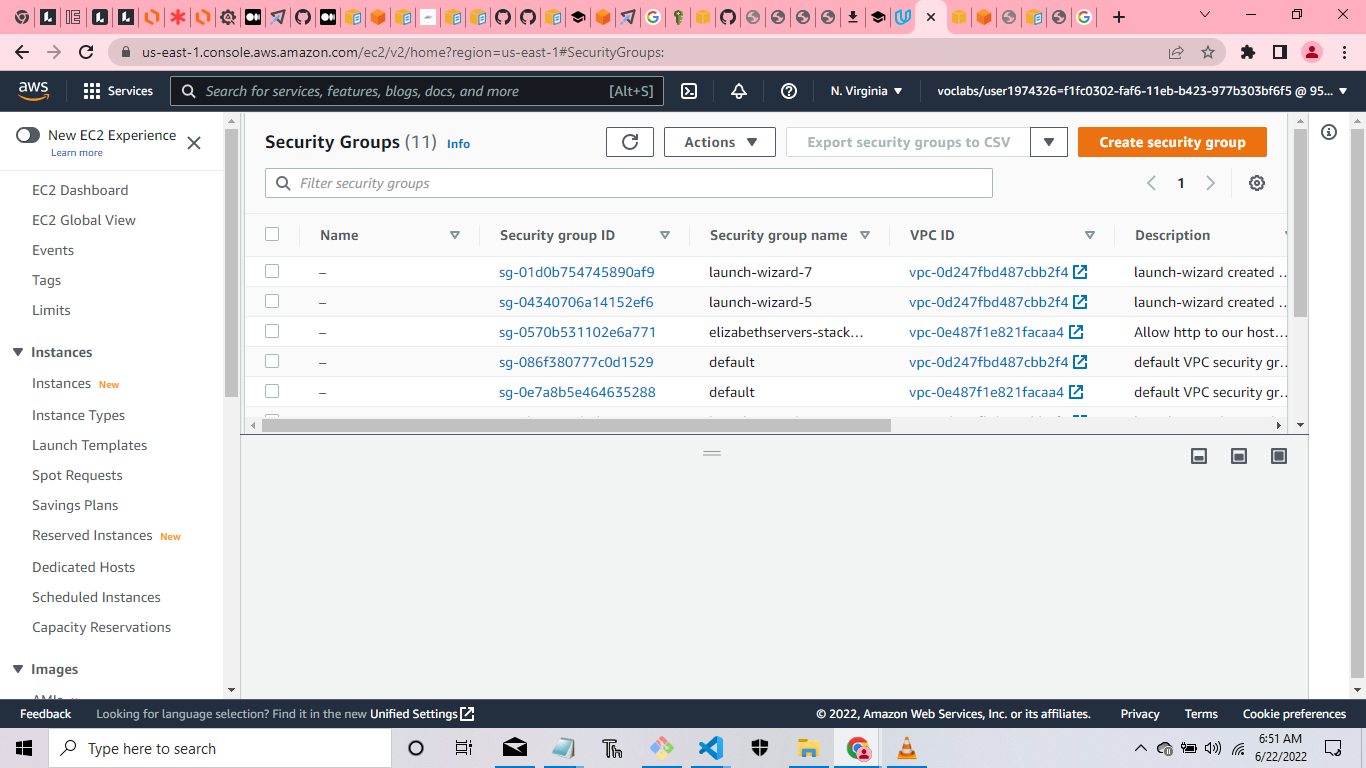 us-east-1.console.aws.amazon.com/ec2/v2/home?region=us-east-1#SecurityGroups:
aws
Services
Search for services, features, blogs, docs, and more
[Alt+S]
N. Virginia
voclabs/user1974326=f1fc0302-faf6-11eb-b423-977b303bf6f5 @ 95...
New EC2 Experience
Learn more
EC2 Dashboard
EC2 Global View
Events
Tags
Limits
Instances
Instances New
Instance Types
Launch Templates
Spot Requests
Savings Plans
Reserved Instances New
Dedicated Hosts
Scheduled Instances
Capacity Reservations
Images
Security Groups (11) Info
Actions
Export security groups to CSV
Create security group
Filter security groups
1
Name Security group ID Security group name VPC ID Description
– sg-01d0b754745890af9 launch-wizard-7 vpc-0d247fbd487cbb2f4 launch-wizard created ...
– sg-04340706a14152ef6 launch-wizard-5 vpc-0d247fbd487cbb2f4 launch-wizard created ...
– sg-0570b531102e6a771 elizabethservers-stack... vpc-0e487f1e821facaa4 Allow http to our host...
– sg-086f380777c0d1529 default vpc-0d247fbd487cbb2f4 default VPC security gr...
– sg-0e7a8b5e464635288 default vpc-0e487f1e821facaa4 default VPC security gr...
Feedback
Looking for language selection? Find it in the new Unified Settings
© 2022, Amazon Web Services, Inc. or its affiliates.
Privacy
Terms
Cookie preferences
Type here to search
6:51 AM
6/22/2022